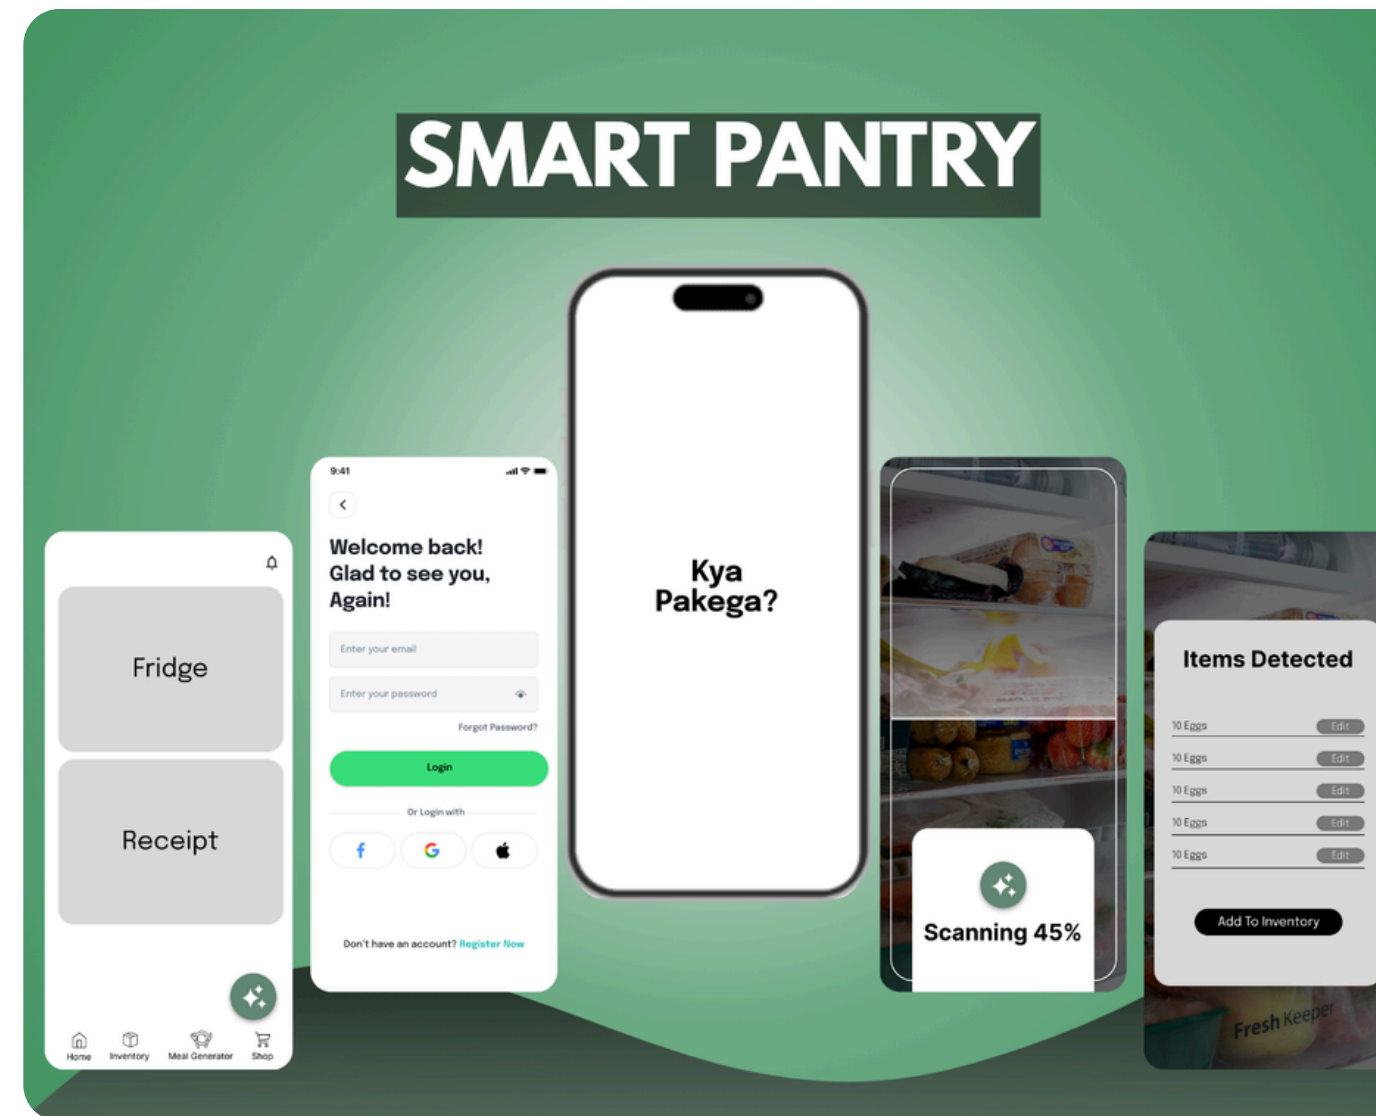 SMART PANTRY
Fridge
Receipt
Home
Inventory
Meal Generator
Shop
9:41
Welcome back!
Glad to see you,
Again!
Enter your email
Enter your password
Forgot Password?
Login
Or Login with
Don't have an account? Register Now
Kya
Pakega?
Scanning 45%
Items Detected
10 Eggs Edit
10 Eggs Edit
10 Eggs Edit
10 Eggs Edit
10 Eggs Edit
Add To Inventory
Fresh Keeper